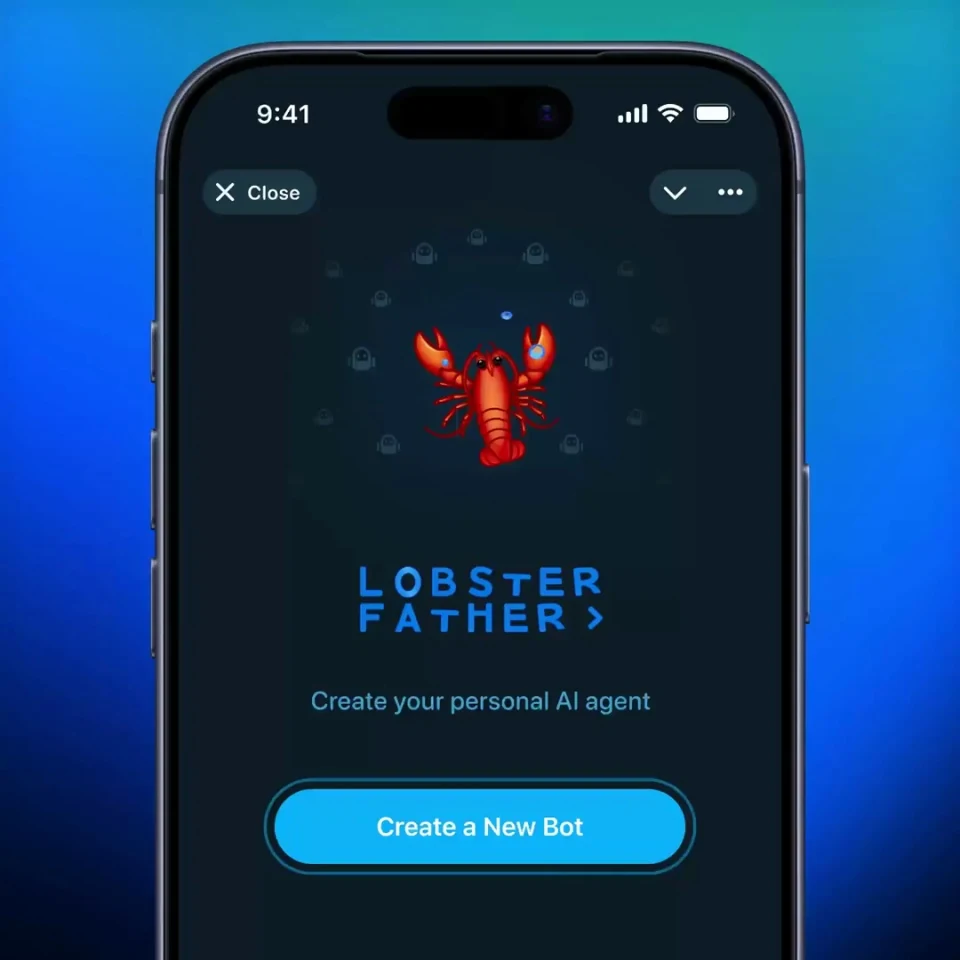 9:41
Close
LOBSTER
FATHER >
Create your personal AI agent
Create a New Bot